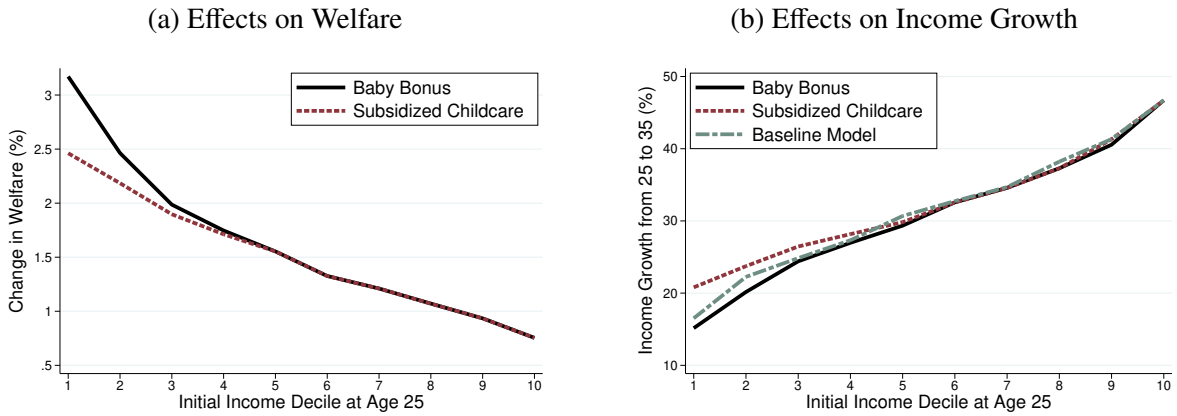 (a) Effects on Welfare
Change in Welfare (%)
3
2.5
2
1.5
1
.5
Baby Bonus
Subsidized Childcare
1 2 3 4 5 6 7 8 9 10
Initial Income Decile at Age 25
(b) Effects on Income Growth
Income Growth from 25 to 35 (%)
50
40
30
20
10
Baby Bonus
Subsidized Childcare
Baseline Model
1 2 3 4 5 6 7 8 9 10
Initial Income Decile at Age 25